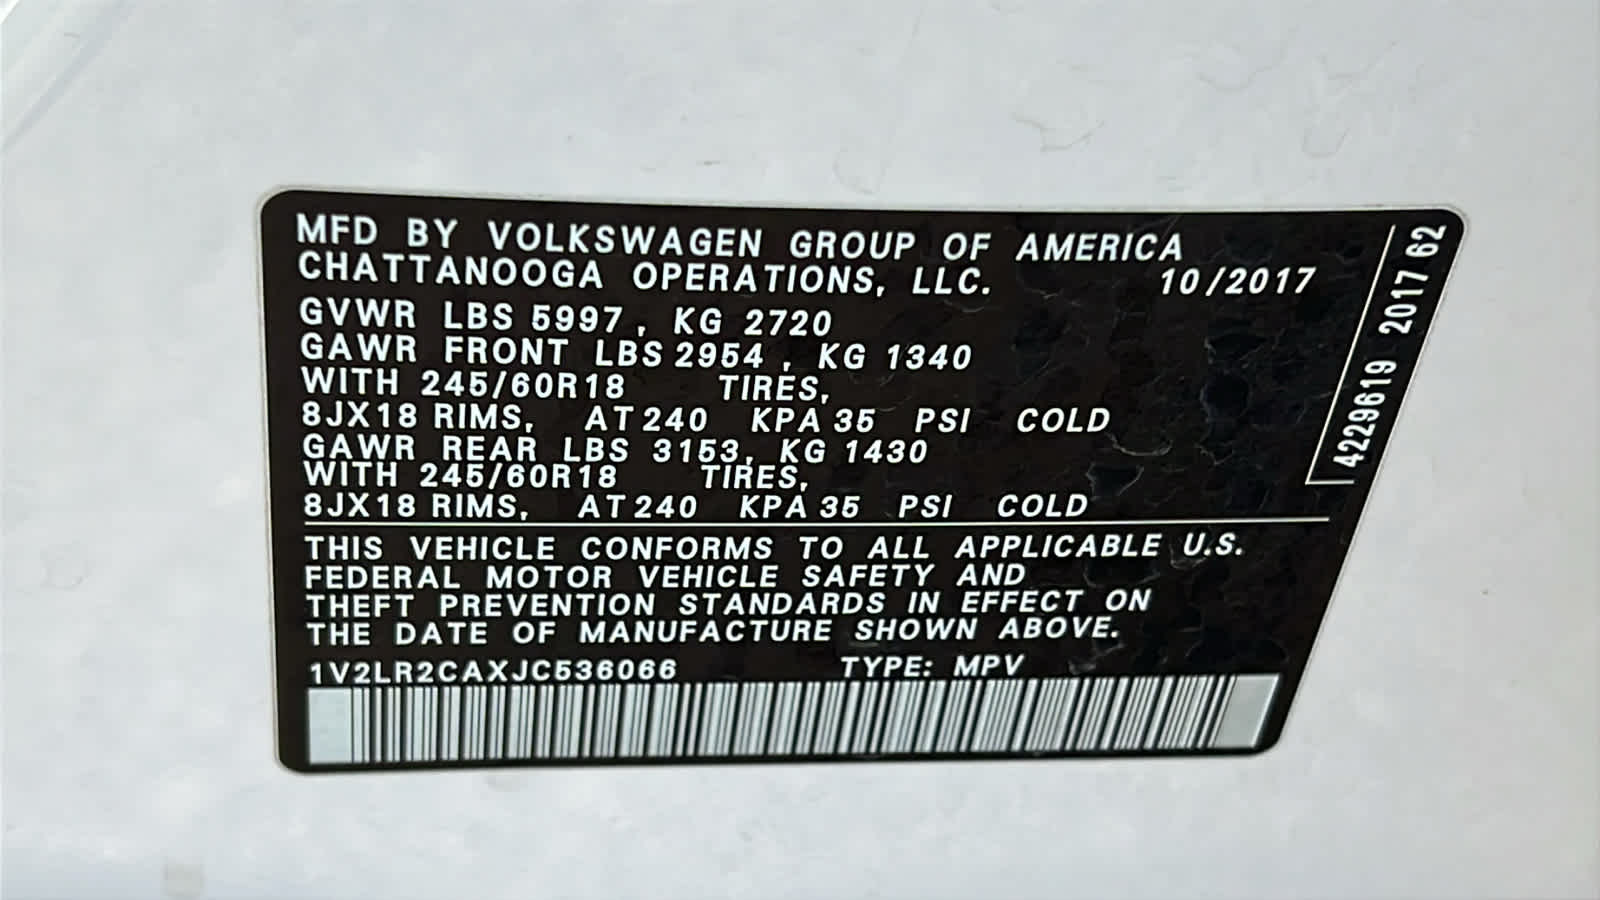 MFD BY VOLKSWAGEN GROUP OF AMERICA
CHATTANOOGA OPERATIONS, LLC. 10/2017
GVWR LBS 5997, KG 2720
GAWR FRONT LBS 2954, KG 1340
WITH 245/60R18 TIRES,
8JX18 RIMS, AT 240 KPA 35 PSI COLD
GAWR REAR LBS 3153, KG 1430
WITH 245/60R18 TIRES,
8JX18 RIMS, AT 240 KPA 35 PSI COLD
THIS VEHICLE CONFORMS TO ALL APPLICABLE U.S.
FEDERAL MOTOR VEHICLE SAFETY AND
THEFT PREVENTION STANDARDS IN EFFECT ON
THE DATE OF MANUFACTURE SHOWN ABOVE.
1V2LR2CAXJC536066 TYPE: MPV
4229619 2017 62